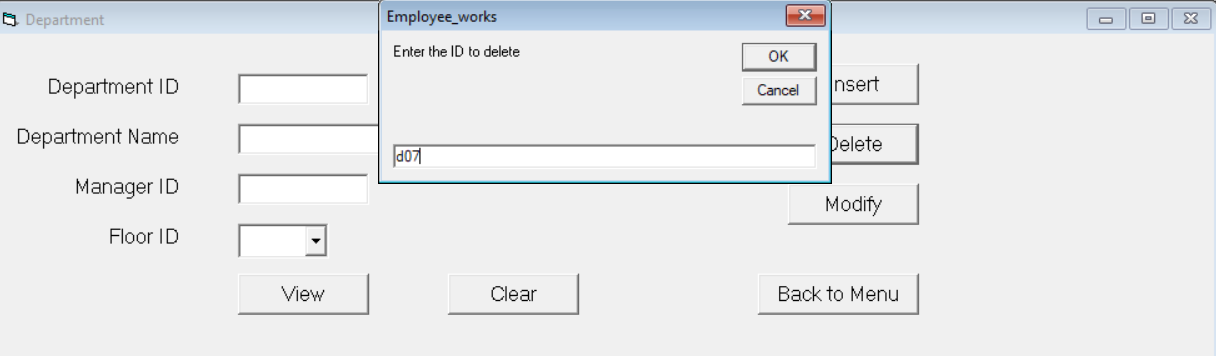 Department
Employee_works
Enter the ID to delete
OK
Cancel
d07
Department ID
nsert
Department Name
Delete
Manager ID
Modify
Floor ID
View
Clear
Back to Menu